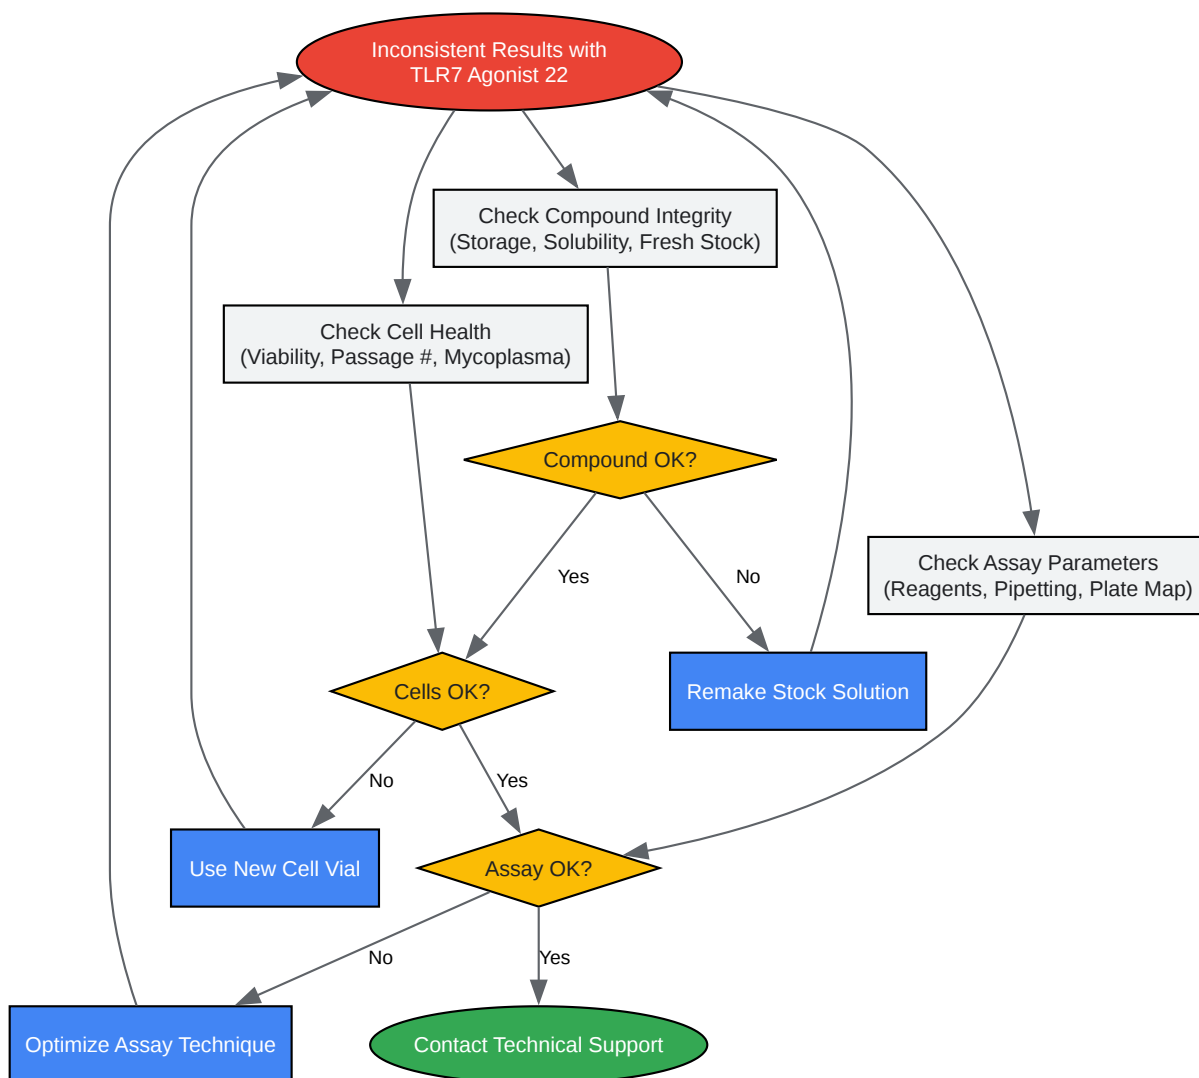 Inconsistent Results with
TLR7 Agonist 22
Check Compound Integrity
(Storage, Solubility, Fresh Stock)
Check Cell Health
(Viability, Passage #, Mycoplasma)
Compound OK?
Check Assay Parameters
(Reagents, Pipetting, Plate Map)
Yes
No
Cells OK?
Remake Stock Solution
No
Yes
Use New Cell Vial
Assay OK?
No
Yes
Optimize Assay Technique
Contact Technical Support